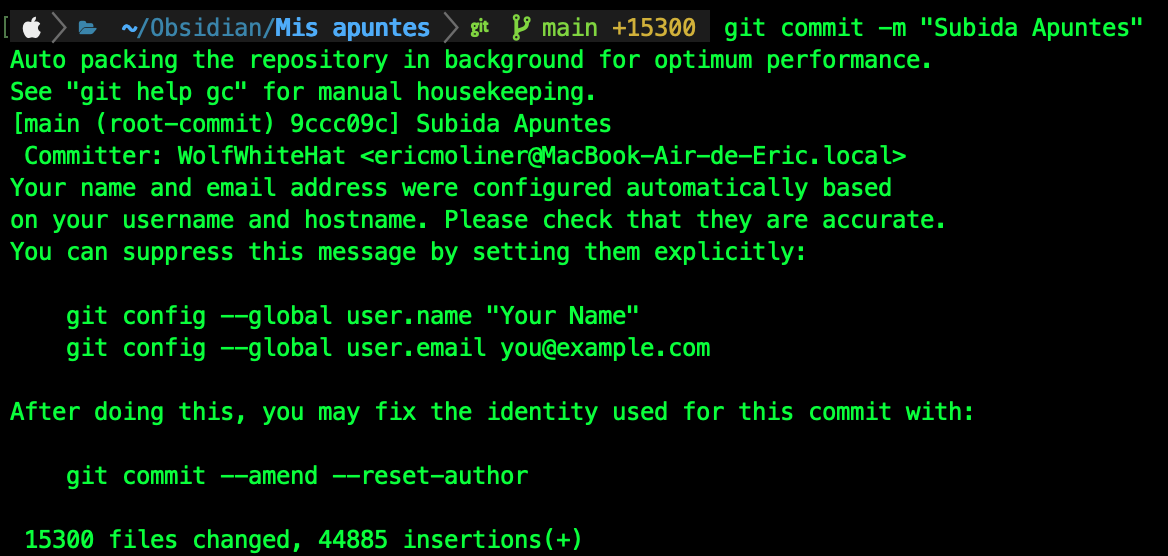 ~/Obsidian/Mis apuntes git main +15300 git commit -m "Subida Apuntes"
Auto packing the repository in background for optimum performance.
See "git help gc" for manual housekeeping.
[main (root-commit) 9ccc09c] Subida Apuntes
Committer: WolfWhiteHat <ericmoliner@MacBook-Air-de-Eric.local>
Your name and email address were configured automatically based
on your username and hostname. Please check that they are accurate.
You can suppress this message by setting them explicitly:
git config --global user.name "Your Name"
git config --global user.email you@example.com
After doing this, you may fix the identity used for this commit with:
git commit --amend --reset-author
15300 files changed, 44885 insertions(+)